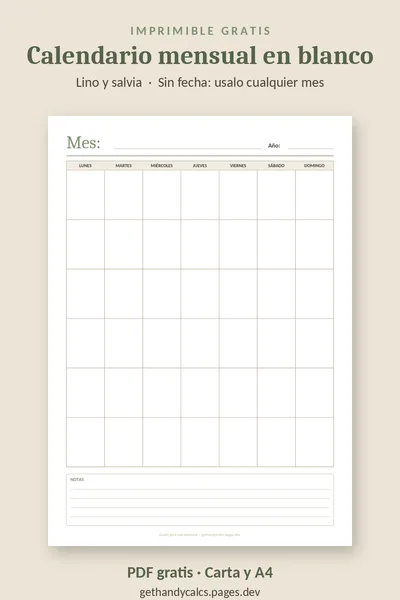 IMPRIMIBLE GRATIS
Calendario mensual en blanco
Lino y salvia · Sin fecha: usalo cualquier mes
Mes: Año:
LUNES MARTES MIÉRCOLES JUEVES VIERNES SÁBADO DOMINGO
NOTAS
PDF gratis · Carta y A4
gethandycalcs.pages.dev